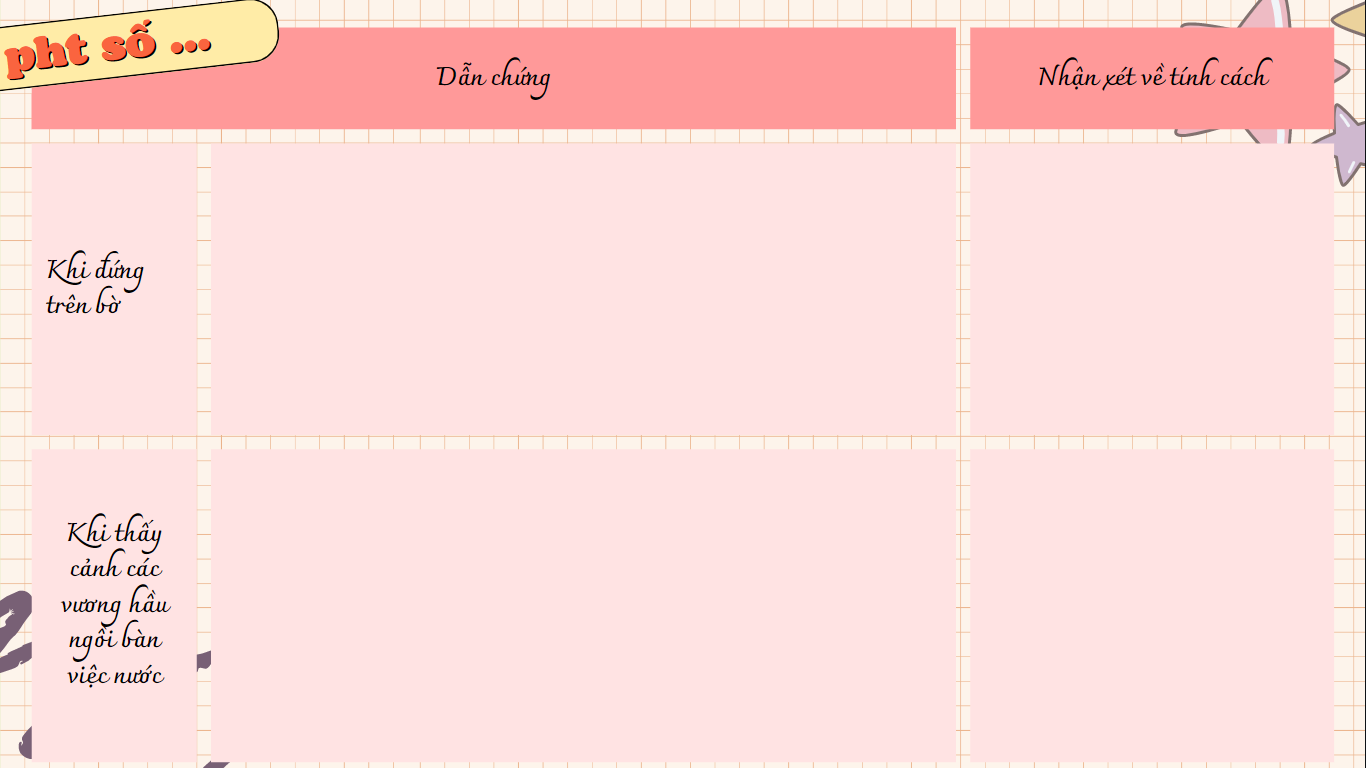 pht số ...
Dẫn chứng
Nhận xét về tính cách
Khi đứng
trên bờ
Khi thấy
cảnh các
vương hầu
ngồi bàn
việc nước